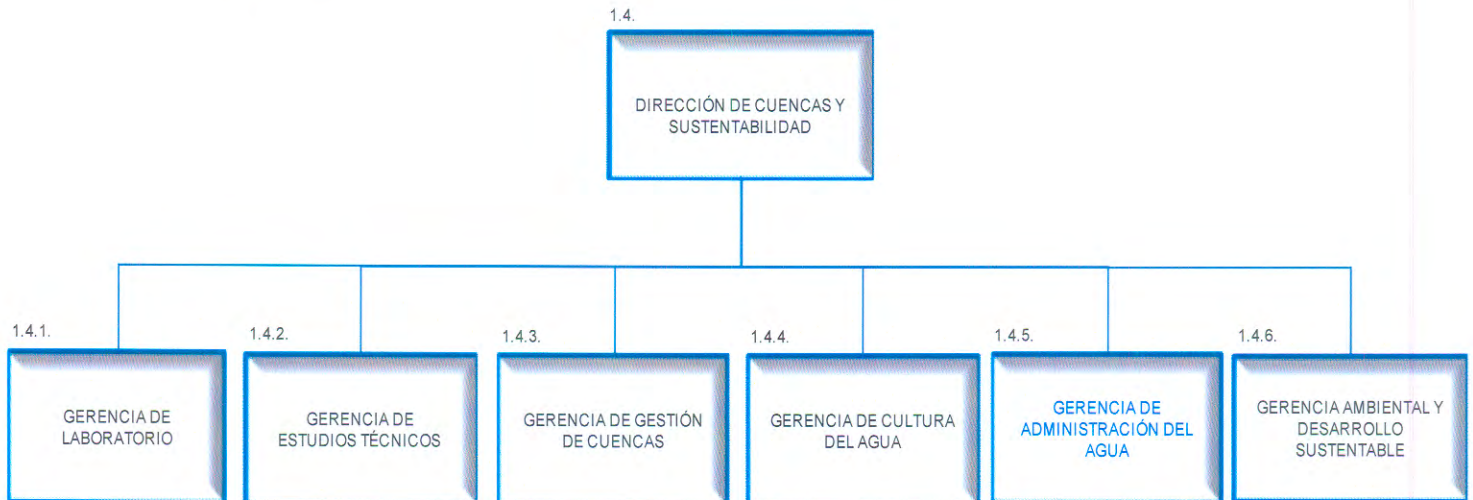 1.4.
DIRECCIÓN DE CUENCAS Y
SUSTENTABILIDAD
1.4.1.
GERENCIA DE
LABORATORIO
1.4.2.
GERENCIA DE
ESTUDIOS TÉCNICOS
1.4.3.
GERENCIA DE GESTIÓN
DE CUENCAS
1.4.4.
GERENCIA DE CULTURA
DEL AGUA
1.4.5.
GERENCIA DE
ADMINISTRACIÓN DEL
AGUA
1.4.6.
GERENCIA AMBIENTAL Y
DESARROLLO
SUSTENTABLE